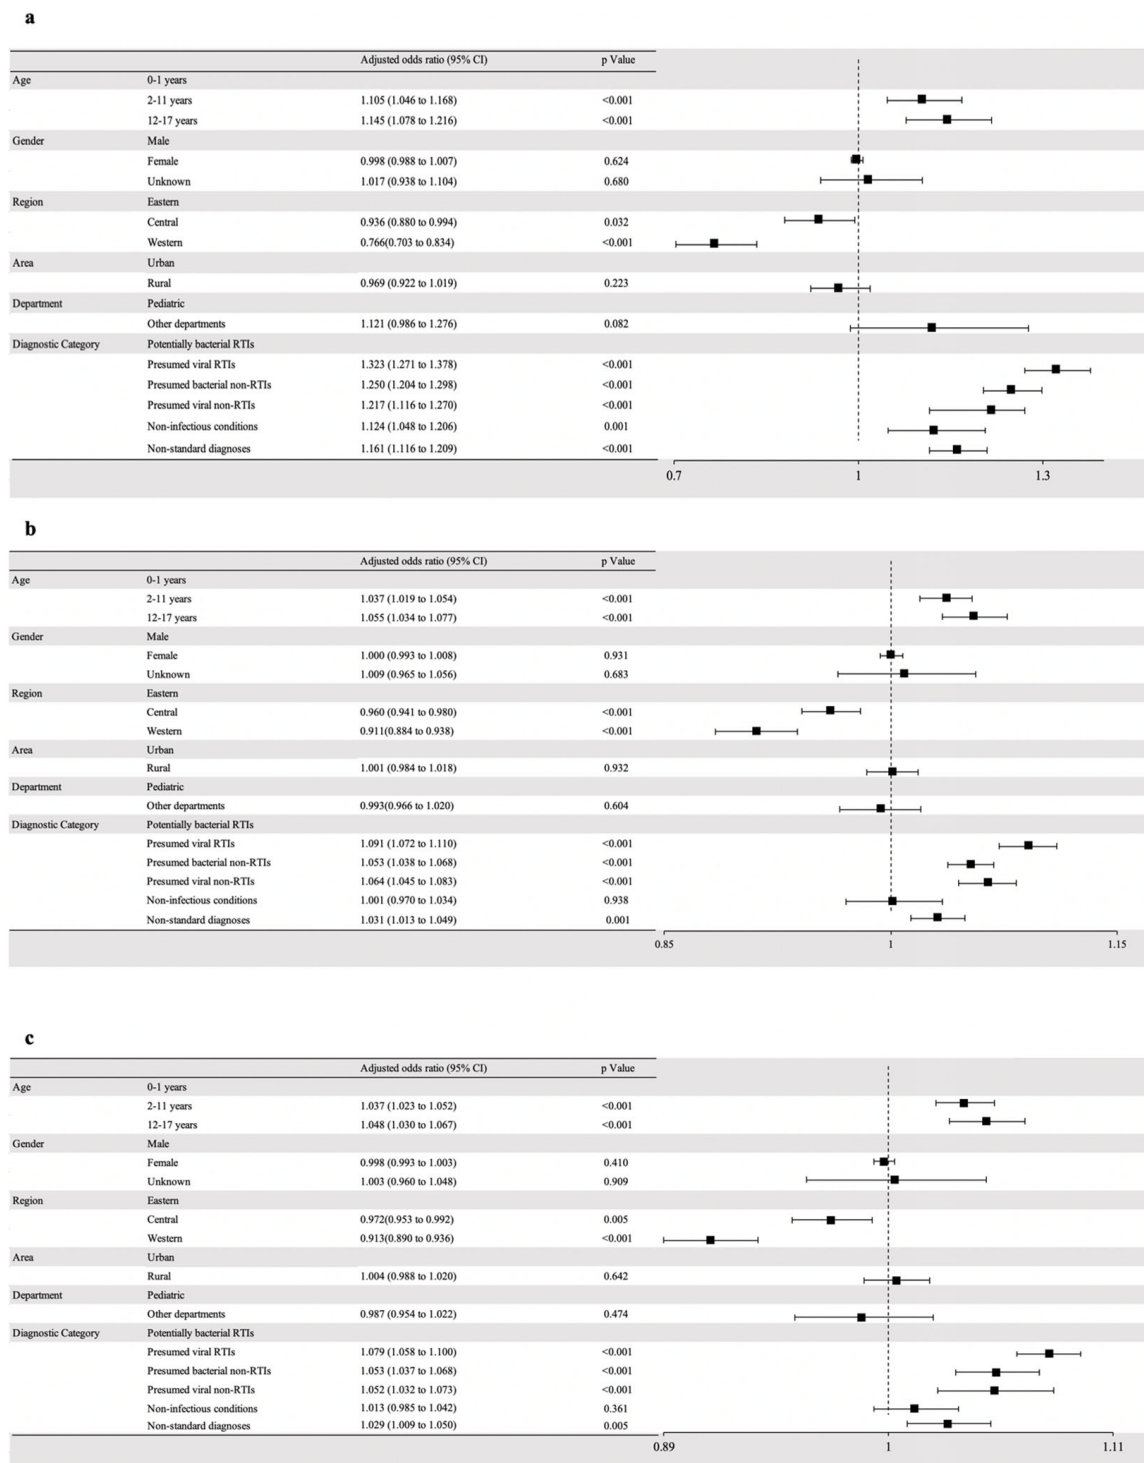 a
Adjusted odds ratio (95% CI) p Value
Age 0-1 years
2-11 years 1.105 (1.046 to 1.168) <0.001
12-17 years 1.145 (1.078 to 1.216) <0.001
Gender Male
Female 0.998 (0.988 to 1.007) 0.624
Unknown 1.017 (0.938 to 1.104) 0.680
Region Eastern
Central 0.936 (0.880 to 0.994) 0.032
Western 0.766(0.703 to 0.834) <0.001
Area Urban
Rural 0.969 (0.922 to 1.019) 0.223
Department Pediatric
Other departments 1.121 (0.986 to 1.276) 0.082
Diagnostic Category Potentially bacterial RTIs
Presumed viral RTIs 1.323 (1.271 to 1.378) <0.001
Presumed bacterial non-RTIs 1.250 (1.204 to 1.298) <0.001
Presumed viral non-RTIs 1.217 (1.116 to 1.270) <0.001
Non-infectious conditions 1.124 (1.048 to 1.206) 0.001
Non-standard diagnoses 1.161 (1.116 to 1.209) <0.001
0.7 1 1.3
b
Adjusted odds ratio (95% CI) p Value
Age 0-1 years
2-11 years 1.037 (1.019 to 1.054) <0.001
12-17 years 1.055 (1.034 to 1.077) <0.001
Gender Male
Female 1.000 (0.993 to 1.008) 0.931
Unknown 1.009 (0.965 to 1.056) 0.683
Region Eastern
Central 0.960 (0.941 to 0.980) <0.001
Western 0.911(0.884 to 0.938) <0.001
Area Urban
Rural 1.001 (0.984 to 1.018) 0.932
Department Pediatric
Other departments 0.993(0.966 to 1.020) 0.604
Diagnostic Category Potentially bacterial RTIs
Presumed viral RTIs 1.091 (1.072 to 1.110) <0.001
Presumed bacterial non-RTIs 1.053 (1.038 to 1.068) <0.001
Presumed viral non-RTIs 1.064 (1.045 to 1.083) <0.001
Non-infectious conditions 1.001 (0.970 to 1.034) 0.938
Non-standard diagnoses 1.031 (1.013 to 1.049) 0.001
0.85 1 1.15
c
Adjusted odds ratio (95% CI) p Value
Age 0-1 years
2-11 years 1.037 (1.023 to 1.052) <0.001
12-17 years 1.048 (1.030 to 1.067) <0.001
Gender Male
Female 0.998 (0.993 to 1.003) 0.410
Unknown 1.003 (0.960 to 1.048) 0.909
Region Eastern
Central 0.972(0.953 to 0.992) 0.005
Western 0.913(0.890 to 0.936) <0.001
Area Urban
Rural 1.004 (0.988 to 1.020) 0.642
Department Pediatric
Other departments 0.987 (0.954 to 1.022) 0.474
Diagnostic Category Potentially bacterial RTIs
Presumed viral RTIs 1.079 (1.058 to 1.100) <0.001
Presumed bacterial non-RTIs 1.053 (1.037 to 1.068) <0.001
Presumed viral non-RTIs 1.052 (1.032 to 1.073) <0.001
Non-infectious conditions 1.013 (0.985 to 1.042) 0.361
Non-standard diagnoses 1.029 (1.009 to 1.050) 0.005
0.89 1 1.11